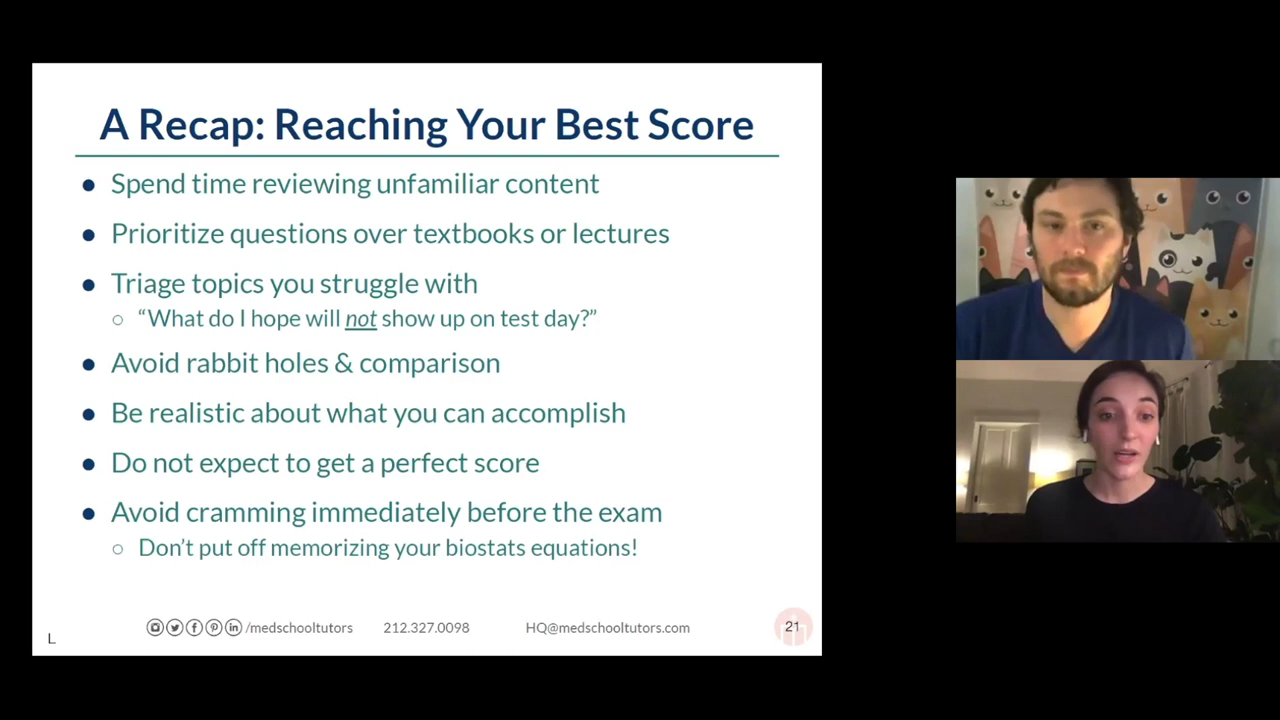 A Recap: Reaching Your Best Score
● Spend time reviewing unfamiliar content
● Prioritize questions over textbooks or lectures
● Triage topics you struggle with
○ “What do I hope will not show up on test day?”
● Avoid rabbit holes & comparison
● Be realistic about what you can accomplish
● Do not expect to get a perfect score
● Avoid cramming immediately before the exam
○ Don’t put off memorizing your biostats equations!
/medschooltutors 212.327.0098 HQ@medschooltutors.com 21
L